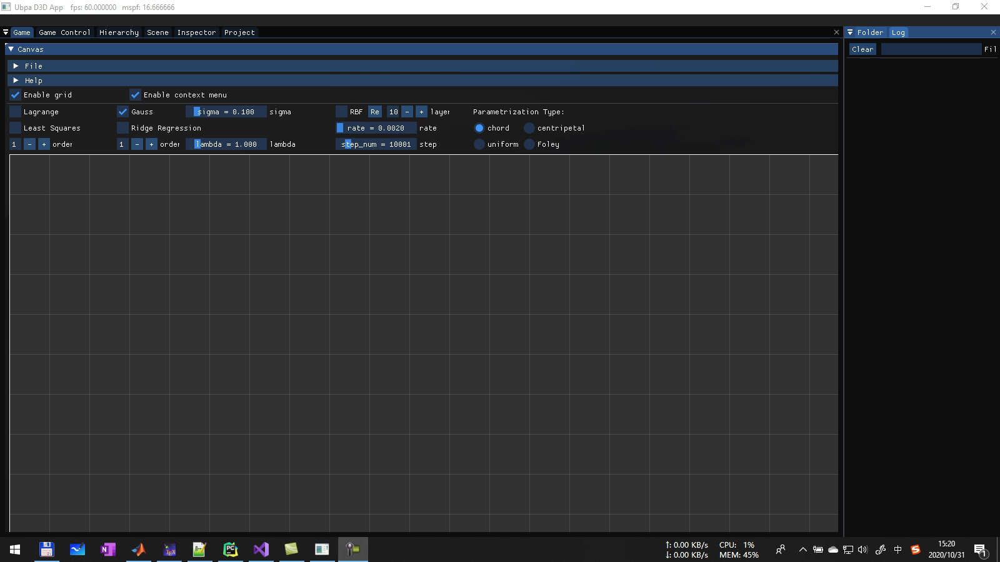 Ubpa D3D App fps: 60.000000 mspf: 16.666666
Game Game Control Hierarchy Scene Inspector Project
Folder Log
Canvas
Clear Fil
File
Help
Enable grid Enable context menu
Lagrange Gauss sigma = 0.100 sigma RBF Re 10 - + layer Parametrization Type:
Least Squares Ridge Regression rate = 0.0020 rate chord centripetal
1 - + order 1 - + order lambda = 1.000 lambda step_num = 10001 step uniform Foley
↑: 0.00 KB/s CPU: 1%
↓: 0.00 KB/s MEM: 45%
中
15:20
2020/10/31
1